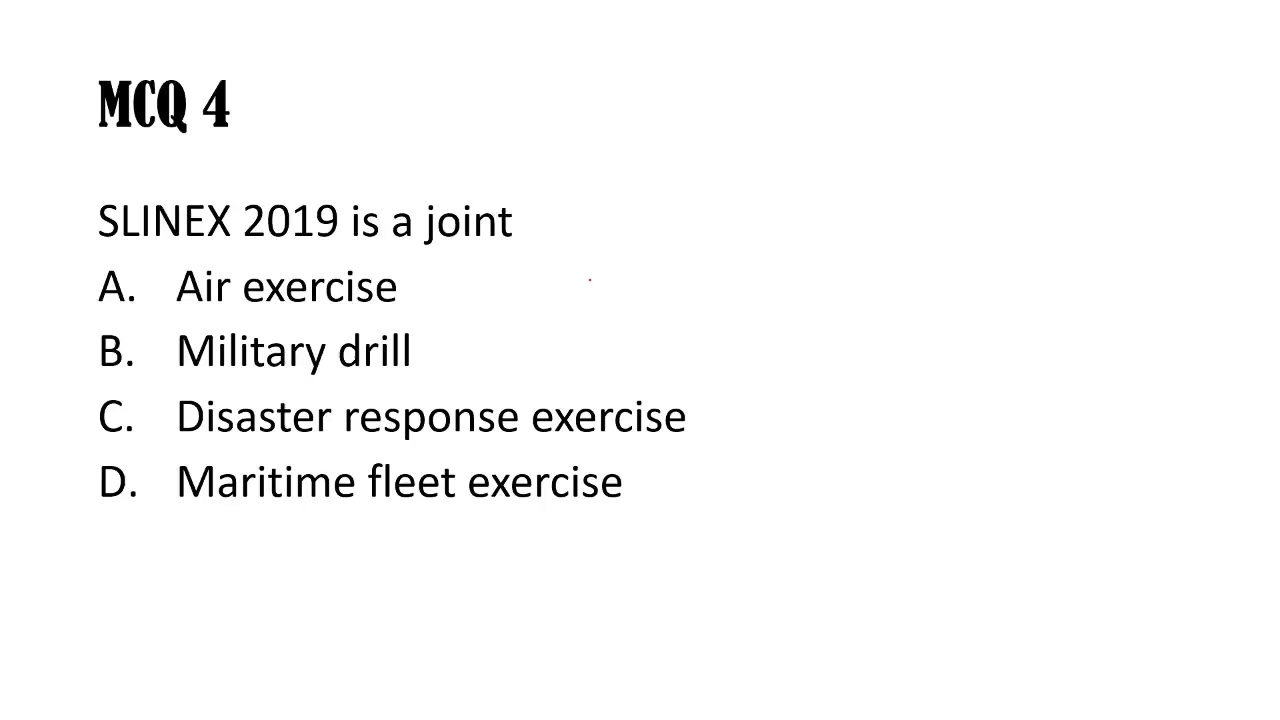 MCQ 4
SLINEX 2019 is a joint
A. Air exercise
B. Military drill
C. Disaster response exercise
D. Maritime fleet exercise